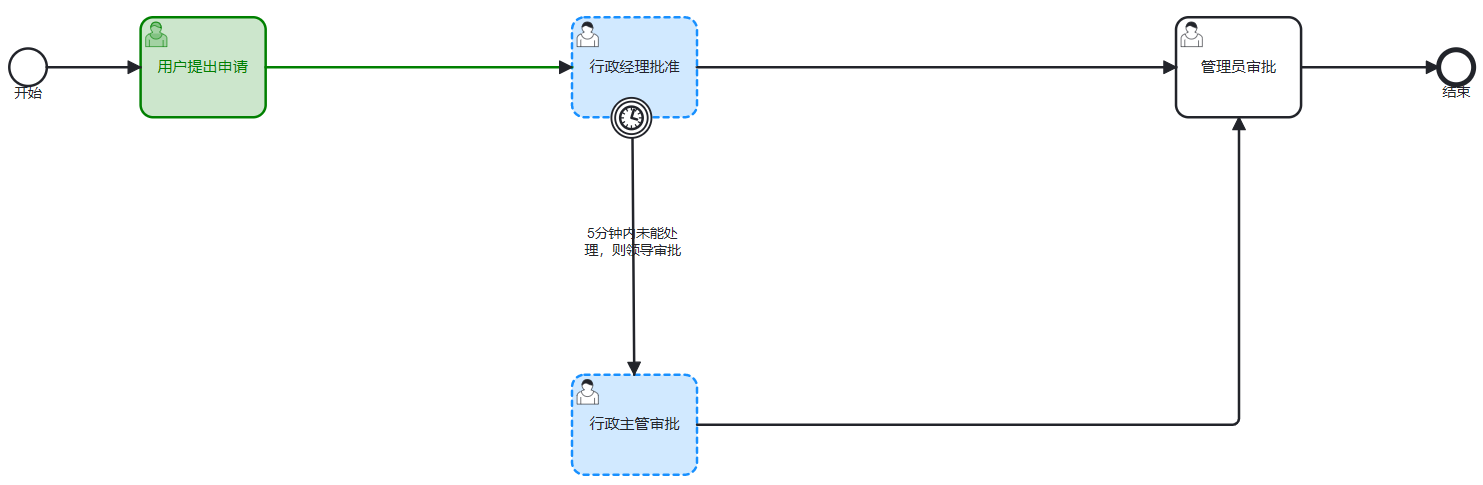 用户提出申请
行政经理批准
管理员审批
开始
结束
5分钟内未能处
理，则领导审批
行政主管审批